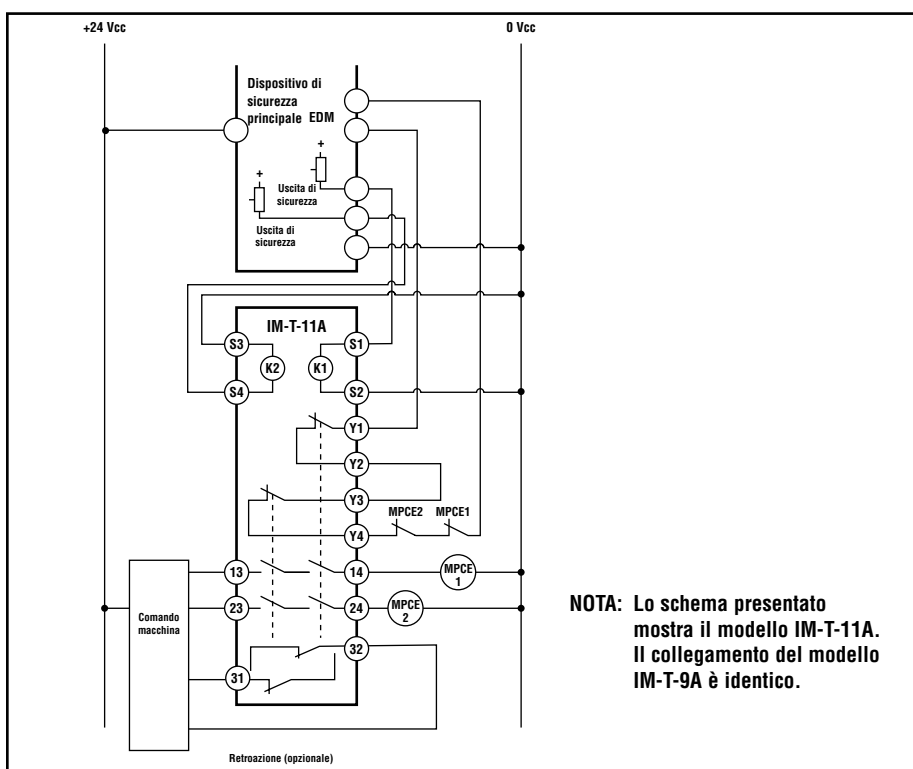 +24 Vcc
0 Vcc
Dispositivo di
sicurezza
principale EDM
+
+
Uscita di
sicurezza
Uscita di
sicurezza
IM-T-11A
S3
S1
K2
K1
S4
S2
Y1
Y2
Y3
MPCE2
MPCE1
Y4
13
14
MPCE
1
Comando
macchina
23
24
MPCE
2
32
31
NOTA: Lo schema presentato
mostra il modello IM-T-11A.
Il collegamento del modello
IM-T-9A è identico.
Retroazione (opzionale)